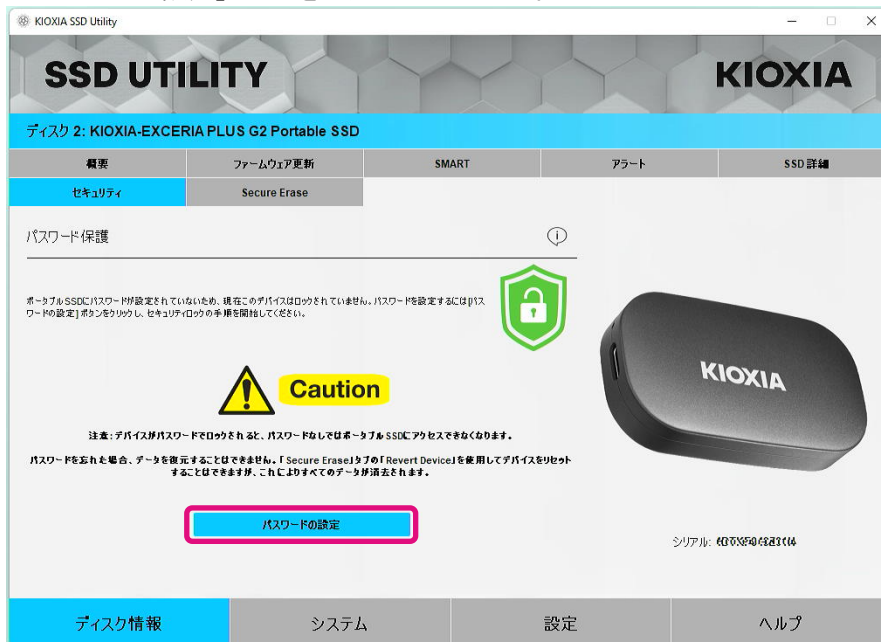 KIOXIA SSD Utility
SSD UTILITY
KIOXIA
ディスク 2: KIOXIA-EXCERIA PLUS G2 Portable SSD
概要
ファームウェア更新
SMART
アラート
SSD 詳細
セキュリティ
Secure Erase
パスワード保護
ポータブル SSDにパスワードが設定されていないため、現在このデバイスはロックされていません。パスワードを設定するには[パス
ワードの設定] ボタンをクリックし、セキュリティロックの手順を開始してください。
Caution
注意: デバイスがパスワードでロックされると、パスワードなしではポータブル SSDにアクセスできなくなります。
パスワードを忘れた場合、データを復元することはできません。「Secure Erase」タブの「Revert Device」を使用してデバイスをリセット
することはできますが、これによりすべてのデータが消去されます。
パスワードの設定
KIOXIA
シリアル:
ディスク情報
システム
設定
ヘルプ